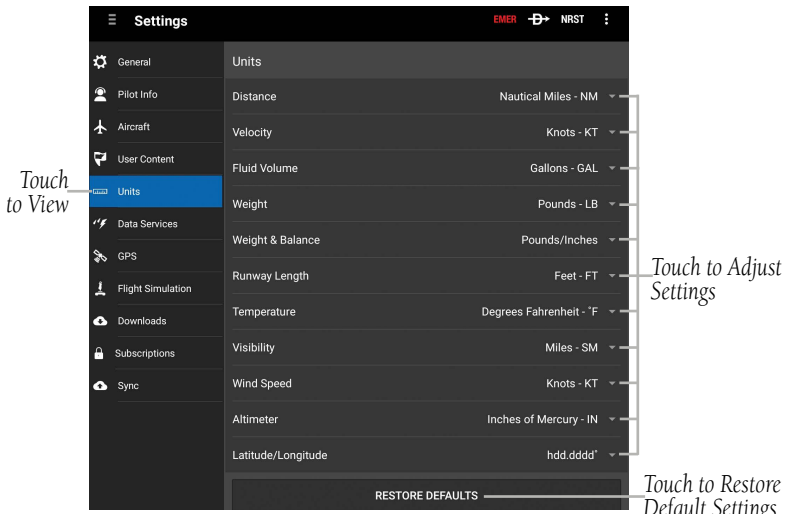 Settings
EMER D NRST
General
Pilot Info
Aircraft
User Content
Units
Data Services
GPS
Flight Simulation
Downloads
Subscriptions
Sync
Units
Distance Nautical Miles - NM
Velocity Knots - KT
Fluid Volume Gallons - GAL
Weight Pounds - LB
Weight & Balance Pounds/Inches
Runway Length Feet - FT
Temperature Degrees Fahrenheit - ˚F
Visibility Miles - SM
Wind Speed Knots - KT
Altimeter Inches of Mercury - IN
Latitude/Longitude hdd.dddd˚
RESTORE DEFAULTS
Touch
to View
Touch to Adjust
Settings
Touch to Restore
Default Settings